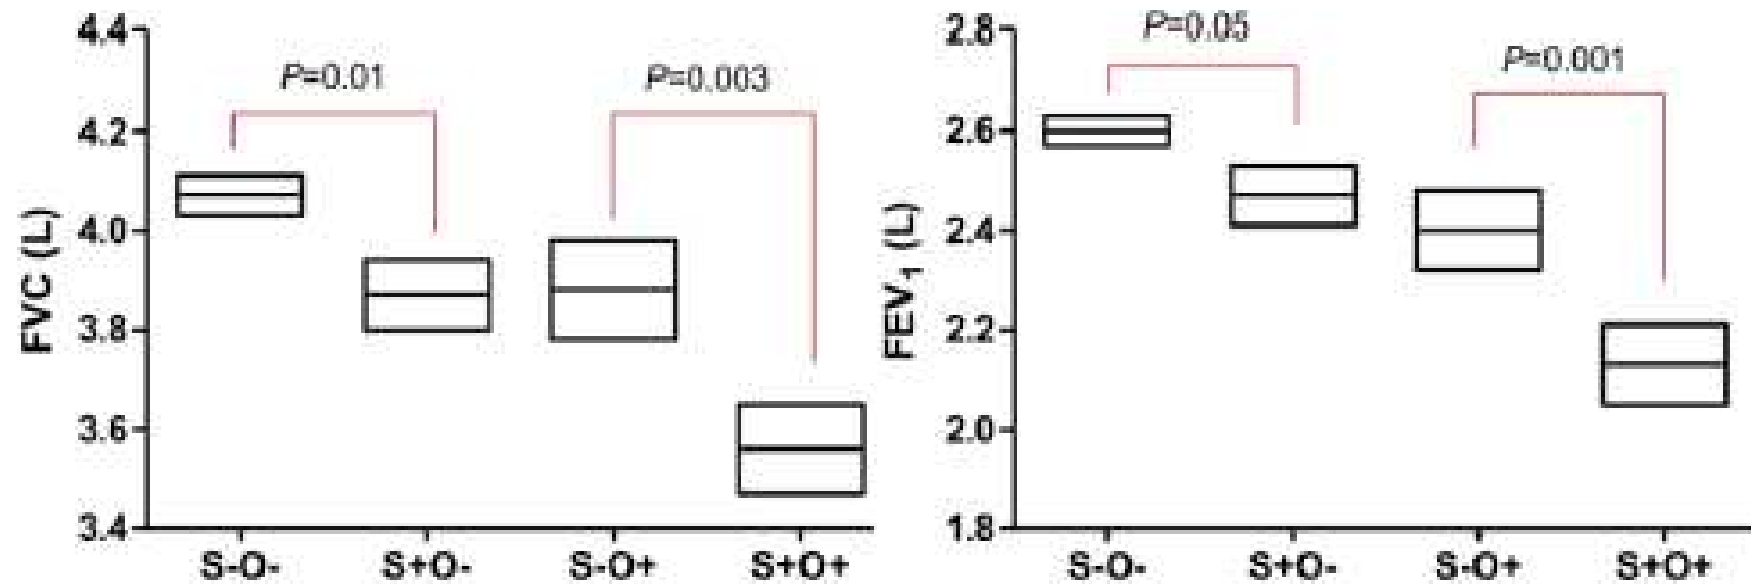 FVC (L)
4.4
4.2
4.0
3.8
3.6
3.4
P=0.01
P=0.003
S-O-
S+O-
S-O+
S+O+
FEV1 (L)
2.8
2.6
2.4
2.2
2.0
1.8
P=0.05
P=0.001
S-O-
S+O-
S-O+
S+O+